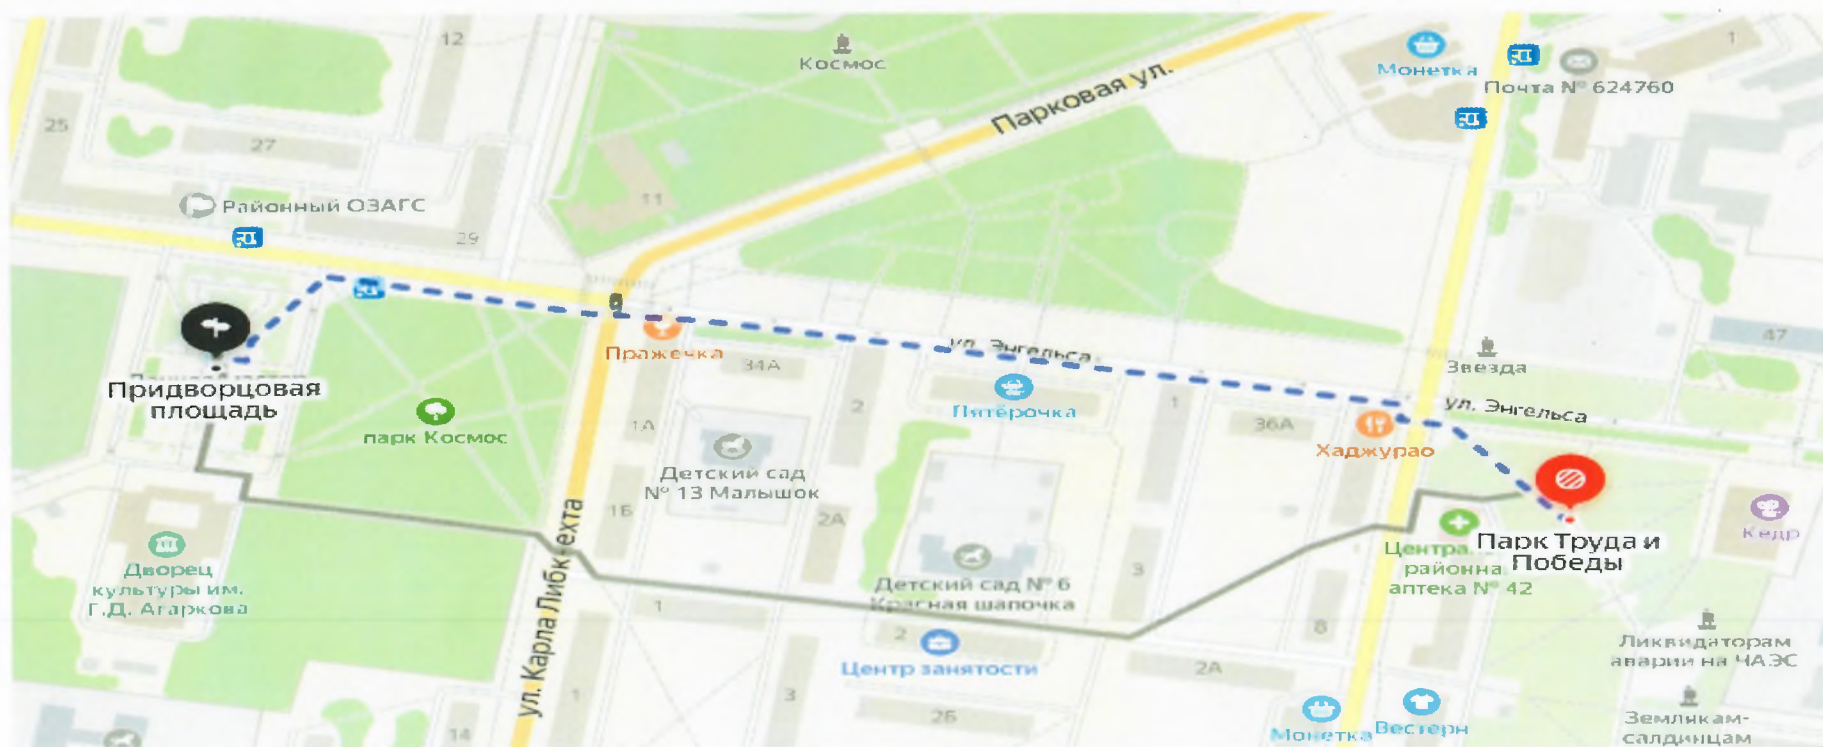 12
Космос
Парковая ул.
Монетка
1
Почта № 624760
25
27
11
Районный ОЗАГС
29
47
Пражечка
34А
ул. Энгельса
Звезда
Придворцовая
площадь
парк Космос
Пятёрочка
2
1
1А
36А
ул. Энгельса
Хаджурао
Детский сад
№ 13 Малышок
1Б
2А
Кедр
Парк Труда и
Победы
Центра
районна
аптека № 42
Дворец
культуры им.
Г.Д. Агаркова
ул. Карла Либкнехта
Детский сад № 6
Красная шапочка
3
1
2
8
Центр занятости
2А
Ликвидаторам
аварии на ЧАЭС
1
3
2Б
14
Монетка
Вестерн
Землякам-
салдинцам